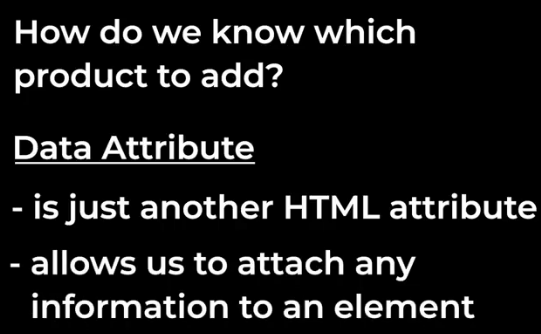 How do we know which
product to add?
Data Attribute
- is just another HTML attribute
- allows us to attach any
information to an element